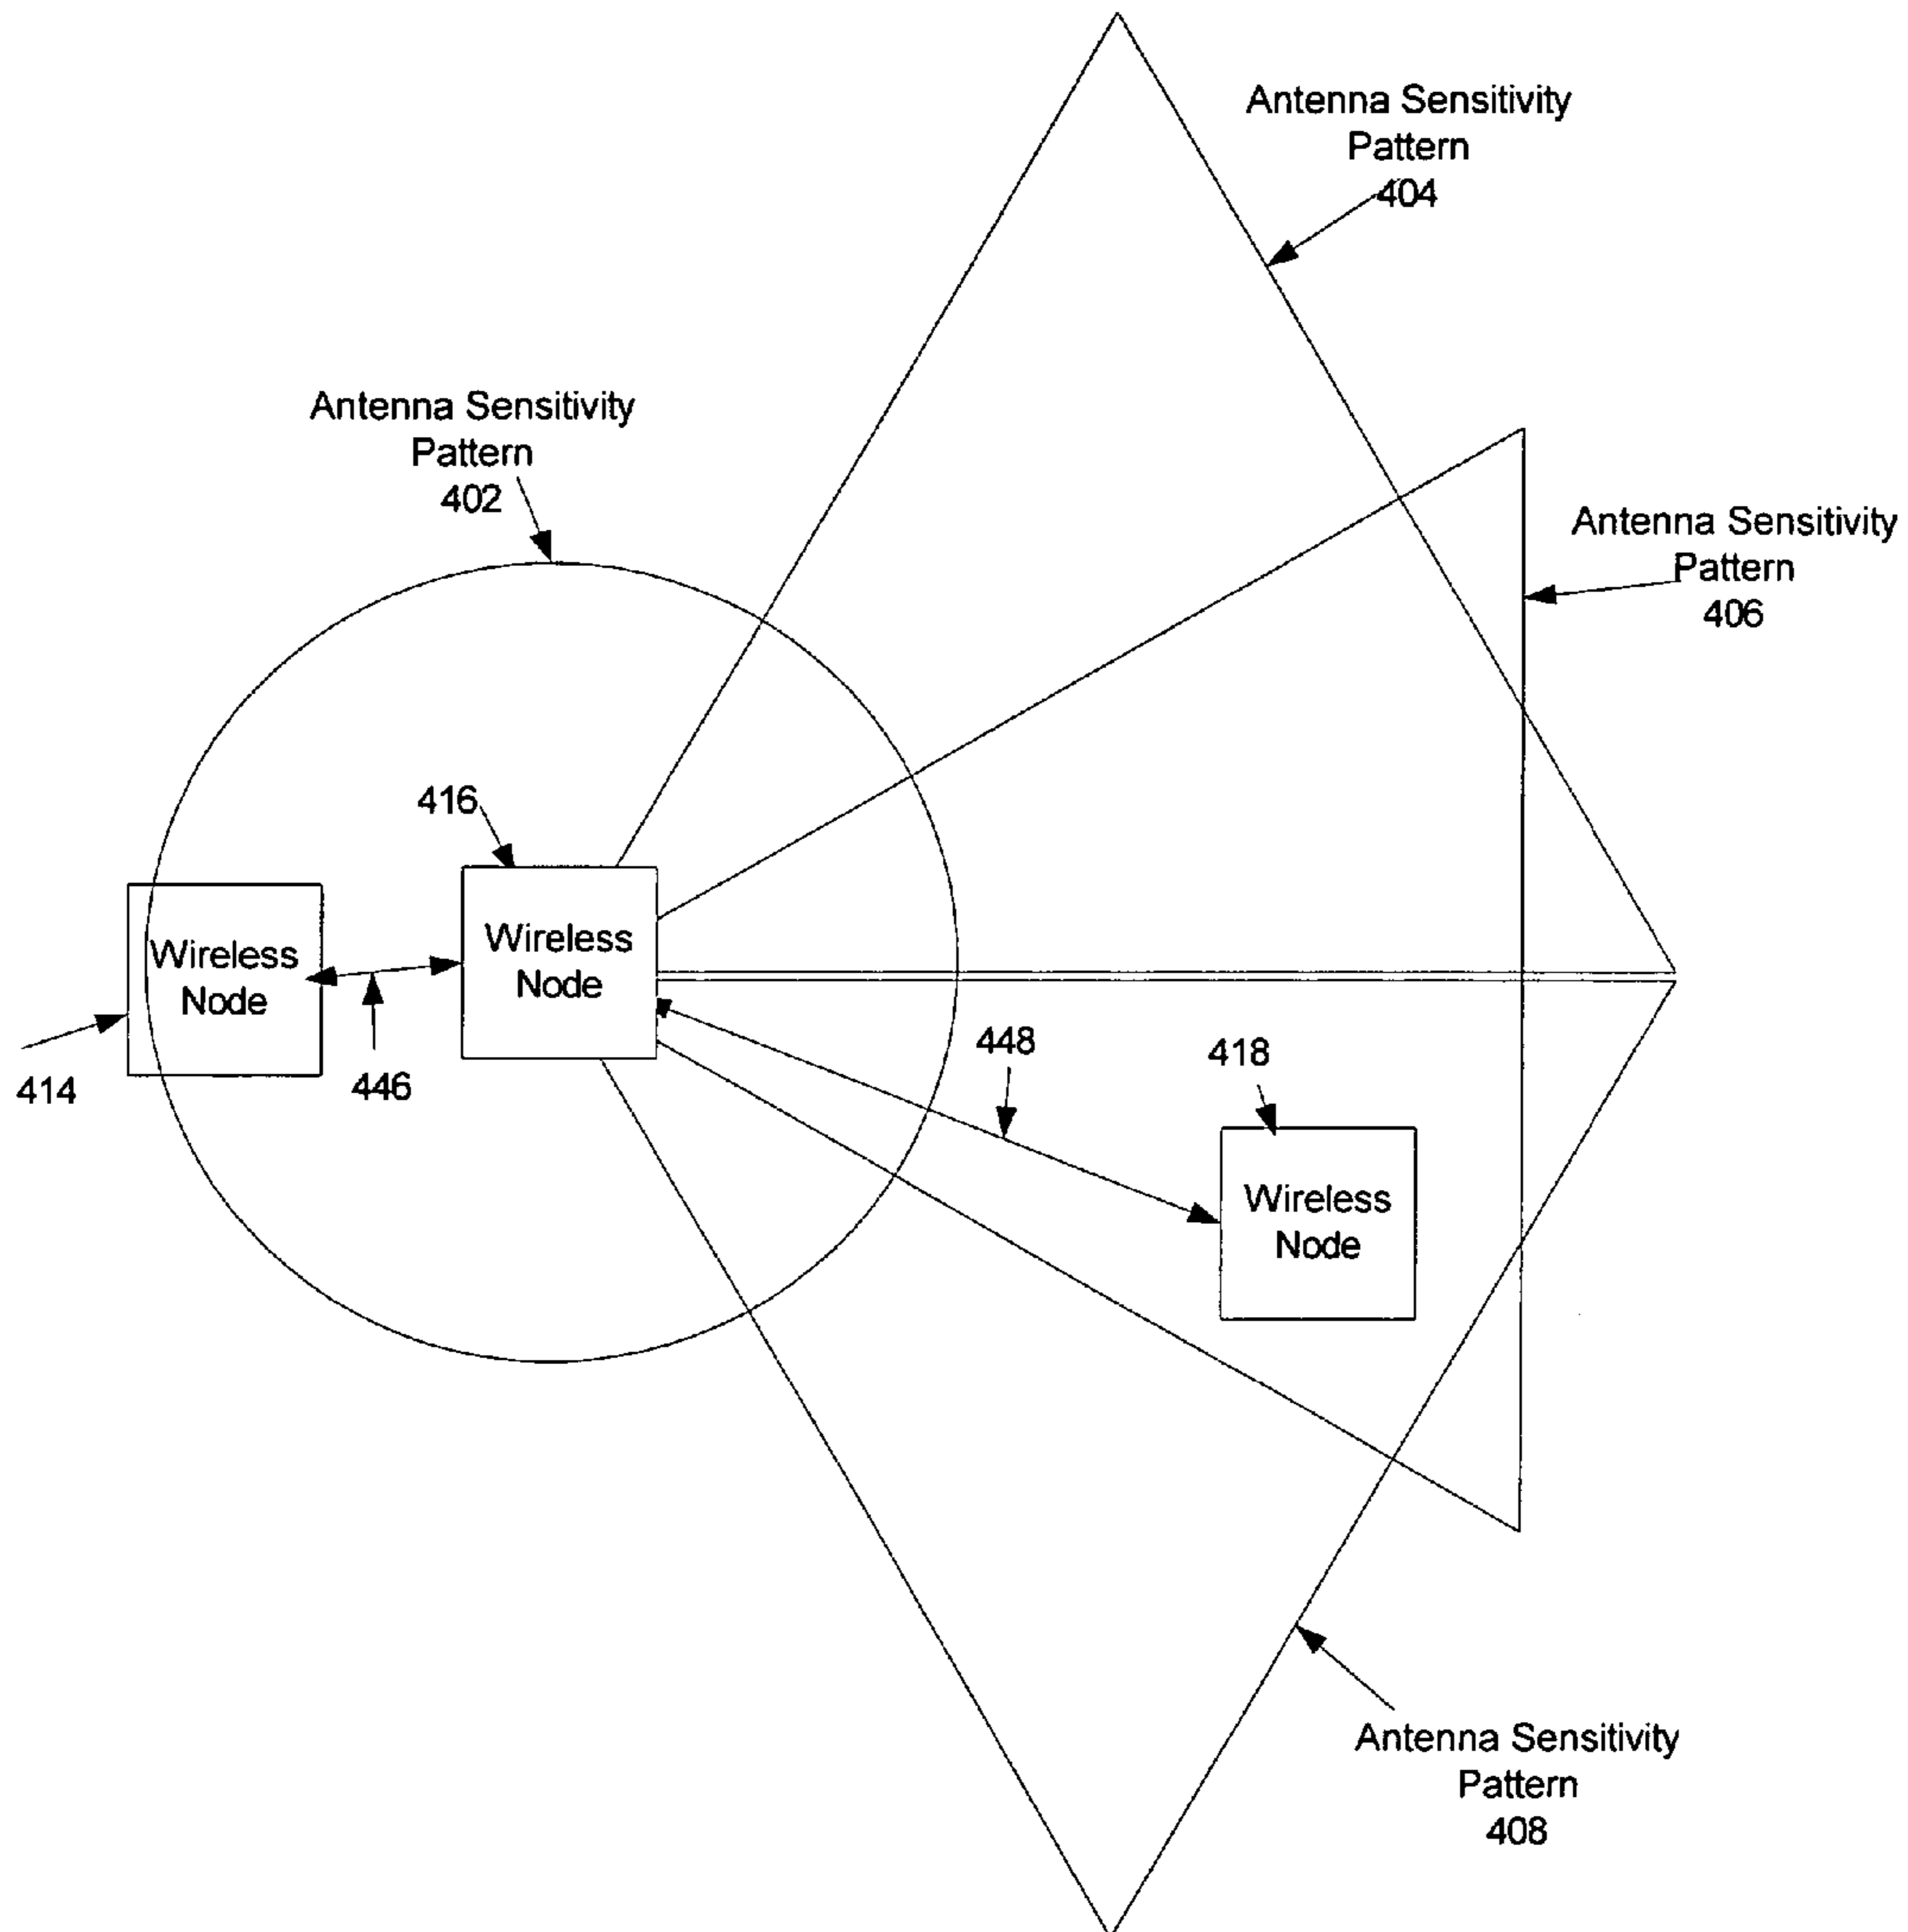 Antenna Sensitivity
Pattern
404
Antenna Sensitivity
Pattern
402
Antenna Sensitivity
Pattern
406
416
Wireless
Node
Wireless
Node
414
446
448
418
Wireless
Node
Antenna Sensitivity
Pattern
408